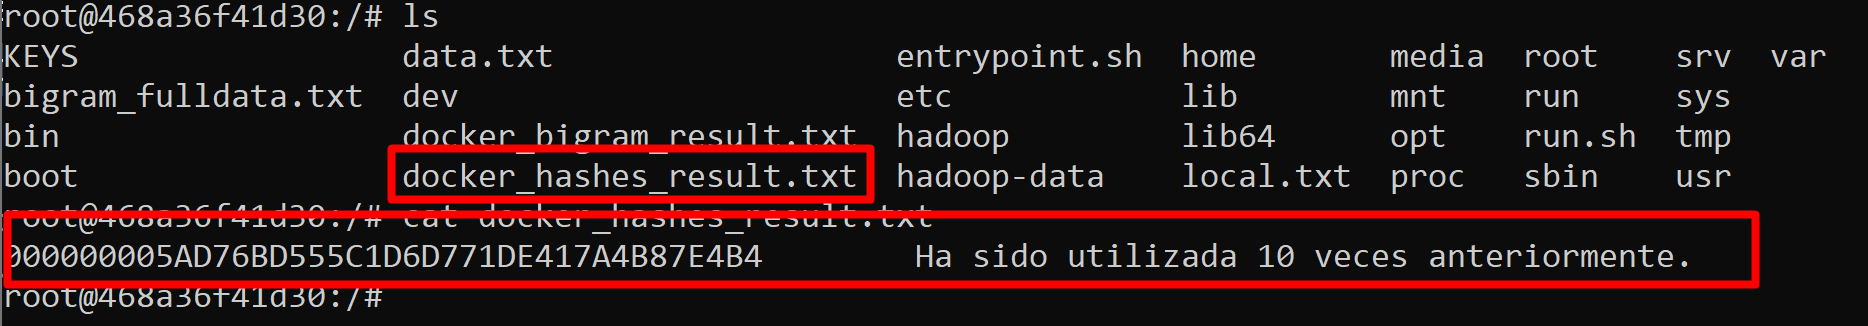 root@468a36f41d30:/# ls
KEYS data.txt entrypoint.sh home media root srv var
bigram_fulldata.txt dev etc lib mnt run sys
bin docker_bigram_result.txt hadoop lib64 opt run.sh tmp
boot docker_hashes_result.txt hadoop-data local.txt proc sbin usr
root@468a36f41d30:/# cat docker_hashes_result.txt
000000005AD76BD555C1D6D771DE417A4B87E4B4 Ha sido utilizada 10 veces anteriormente.
root@468a36f41d30:/#